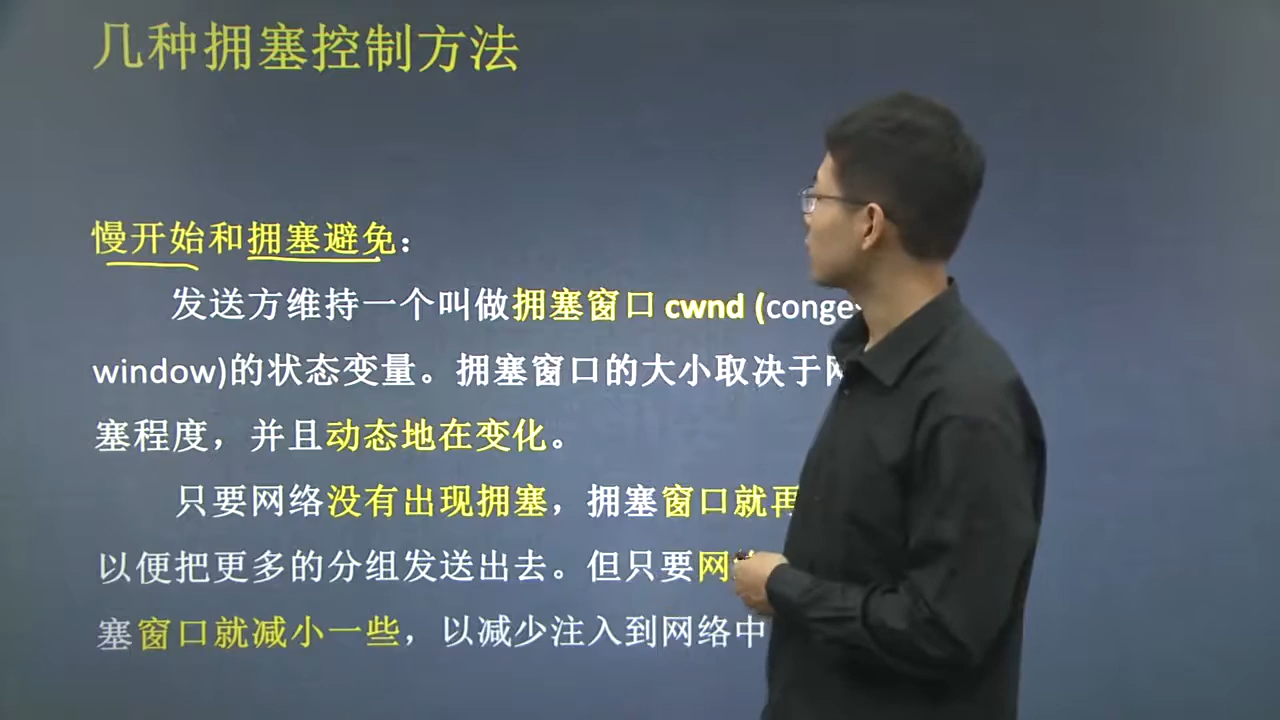 几种拥塞控制方法
慢开始和拥塞避免：
发送方维持一个叫做拥塞窗口 cwnd (conge
window)的状态变量。拥塞窗口的大小取决于
塞程度，并且动态地在变化。
只要网络没有出现拥塞，拥塞窗口就再
以便把更多的分组发送出去。但只要网
塞窗口就减小一些，以减少注入到网络中